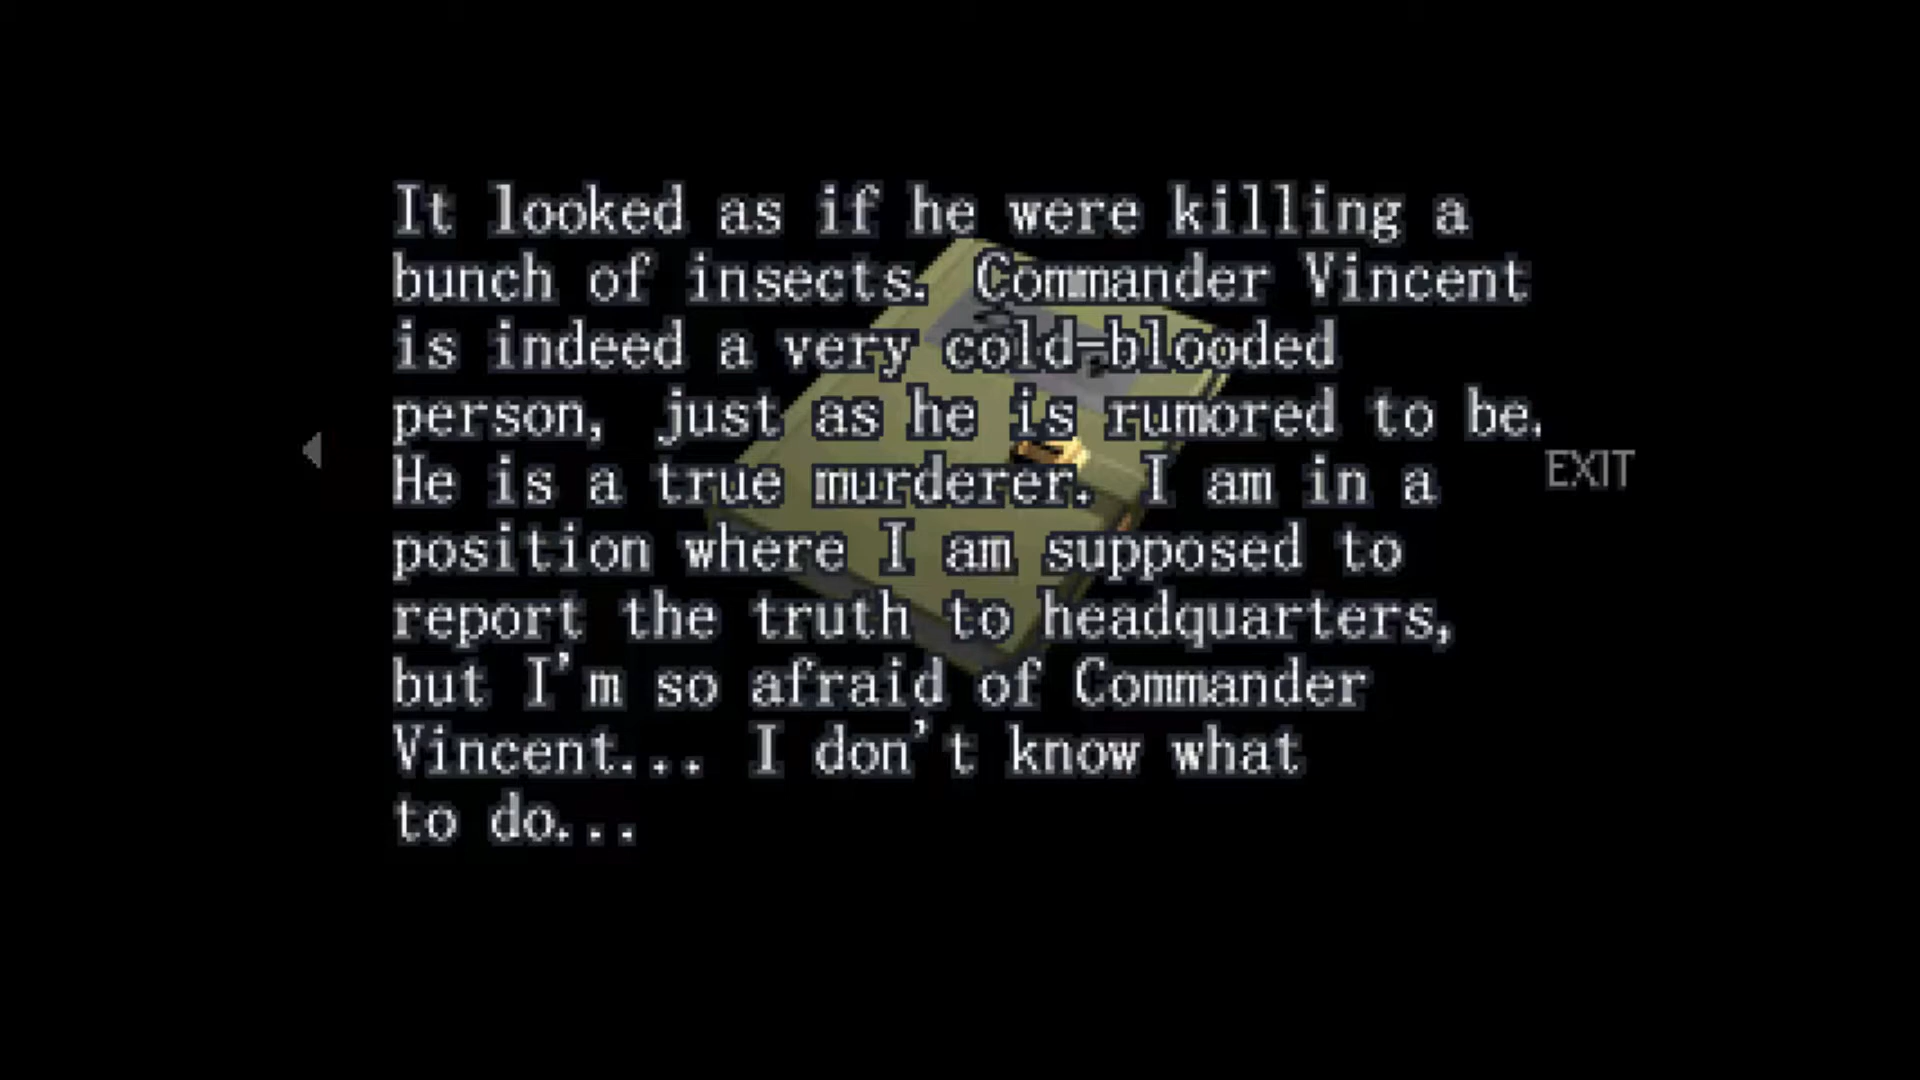 It looked as if he were killing a
bunch of insects. Commander Vincent
is indeed a very cold-blooded
person, just as he is rumored to be.
He is a true murderer. I am in a
position where I am supposed to
report the truth to headquarters,
but I'm so afraid of Commander
Vincent... I don't know what
to do...
EXIT